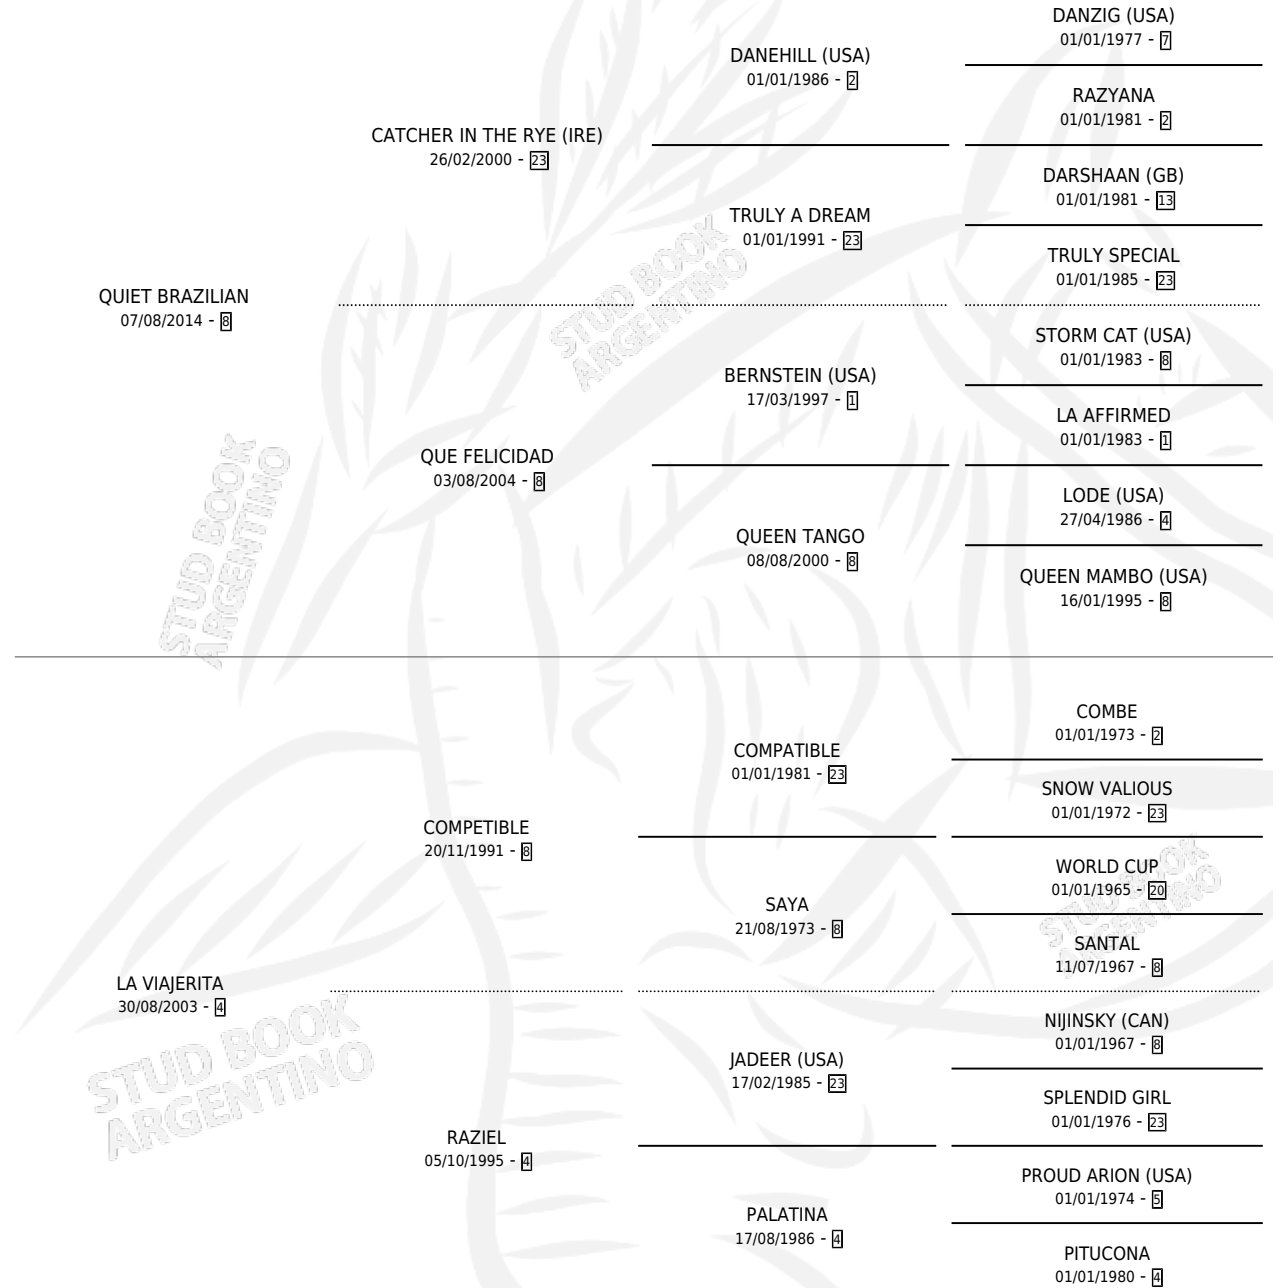 DANZIG (USA)
01/01/1977 - 7
DANEHILL (USA)
01/01/1986 - 2
RAZYANA
01/01/1981 - 2
CATCHER IN THE RYE (IRE)
26/02/2000 - 23
DARSHAAN (GB)
01/01/1981 - 13
TRULY A DREAM
01/01/1991 - 23
TRULY SPECIAL
01/01/1985 - 23
QUIET BRAZILIAN
07/08/2014 - 8
STUD BOOK
ARGENTINO
STORM CAT (USA)
01/01/1983 - 8
BERNSTEIN (USA)
17/03/1997 - 1
LA AFFIRMED
01/01/1983 - 1
QUE FELICIDAD
03/08/2004 - 8
LODE (USA)
27/04/1986 - 4
QUEEN TANGO
08/08/2000 - 8
QUEEN MAMBO (USA)
16/01/1995 - 8
STUD BOOK
ARGENTINO
COMBE
01/01/1973 - 2
COMPATIBLE
01/01/1981 - 23
SNOW VALIOUS
01/01/1972 - 23
COMPETIBLE
20/11/1991 - 8
WORLD CUP
01/01/1965 - 20
SAYA
21/08/1973 - 8
STUD BOOK
ARGENTINO
SANTAL
11/07/1967 - 8
LA VIAJERITA
30/08/2003 - 4
NIJINSKY (CAN)
01/01/1967 - 8
JADEER (USA)
17/02/1985 - 23
STUD BOOK
ARGENTINO
SPLENDID GIRL
01/01/1976 - 23
RAZIEL
05/10/1995 - 4
PROUD ARION (USA)
01/01/1974 - 5
PALATINA
17/08/1986 - 4
PITUCONA
01/01/1980 - 4